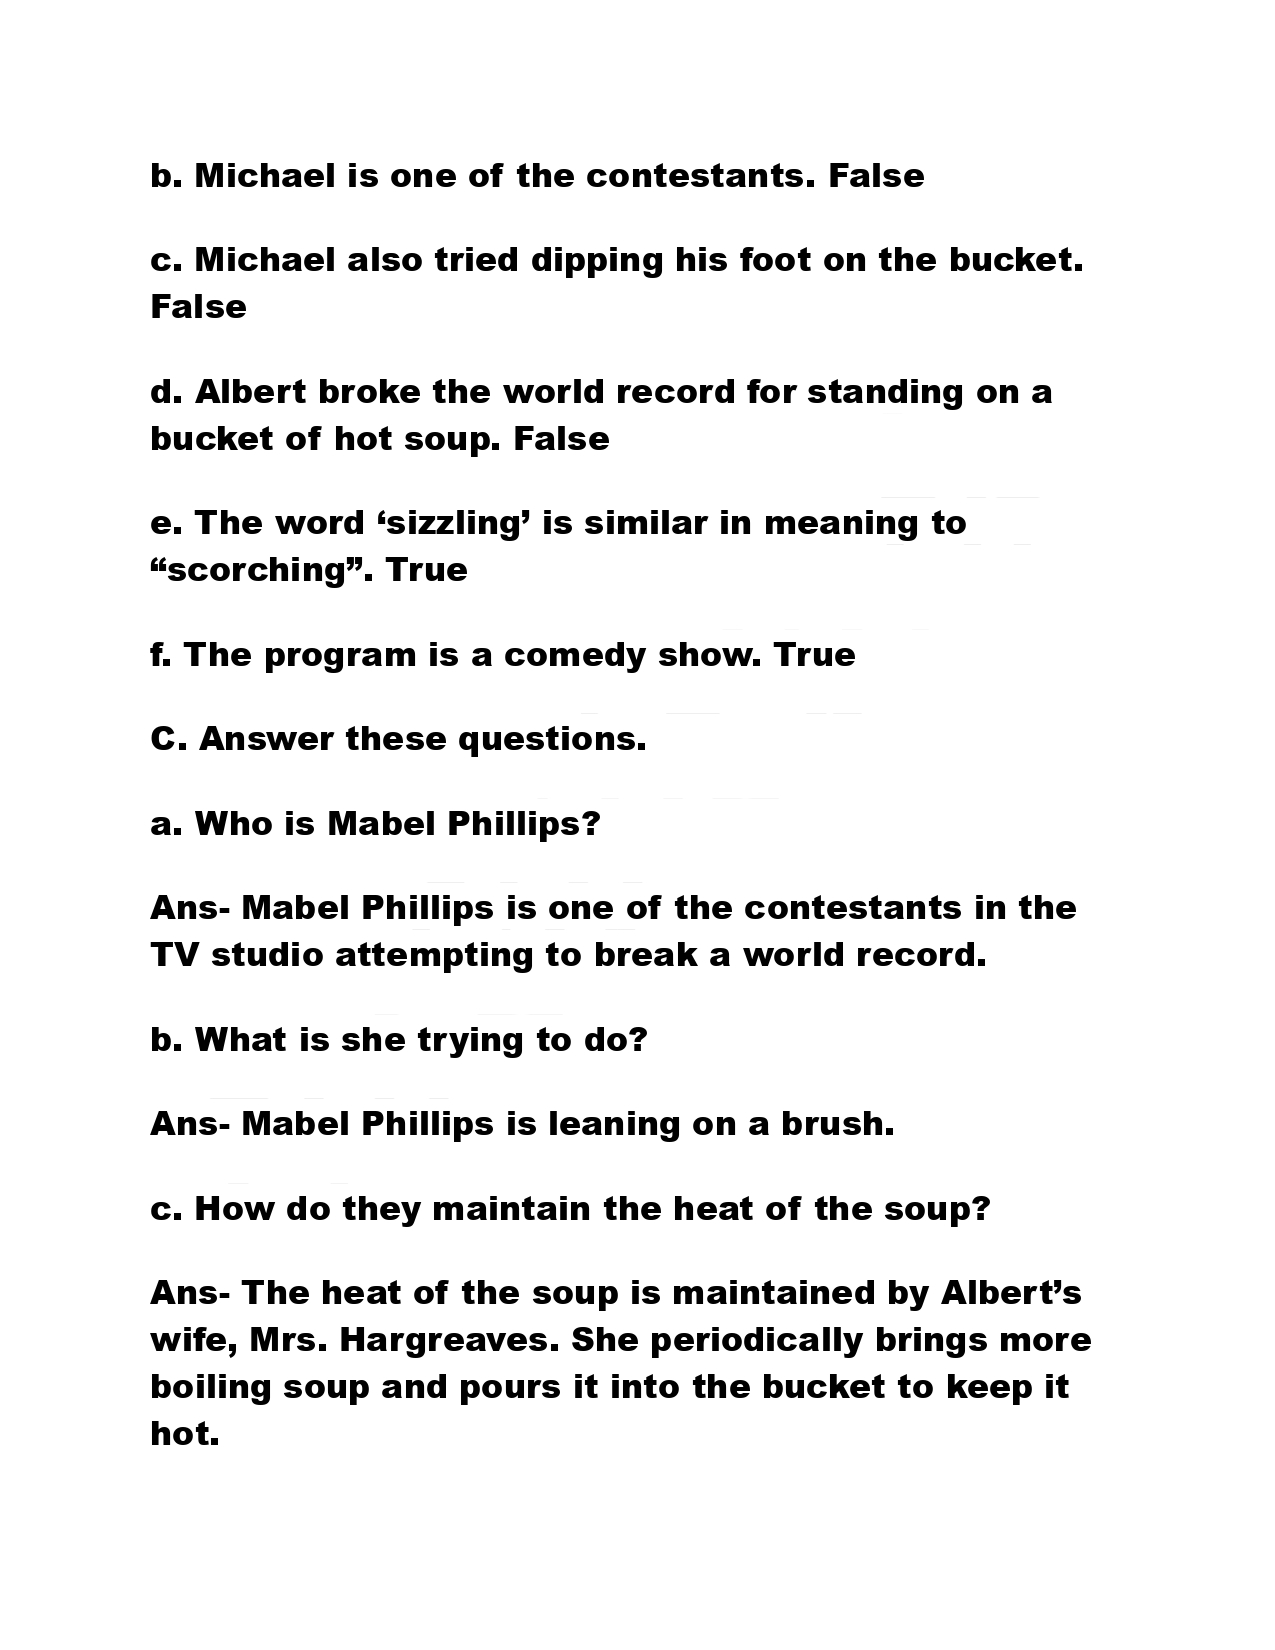 b. Michael is one of the contestants. False
c. Michael also tried dipping his foot on the bucket.
False
d. Albert broke the world record for standing on a
bucket of hot soup. False
e. The word ‘sizzling’ is similar in meaning to
“scorching”. True
f. The program is a comedy show. True
C. Answer these questions.
a. Who is Mabel Phillips?
Ans- Mabel Phillips is one of the contestants in the
TV studio attempting to break a world record.
b. What is she trying to do?
Ans- Mabel Phillips is leaning on a brush.
c. How do they maintain the heat of the soup?
Ans- The heat of the soup is maintained by Albert’s
wife, Mrs. Hargreaves. She periodically brings more
boiling soup and pours it into the bucket to keep it
hot.